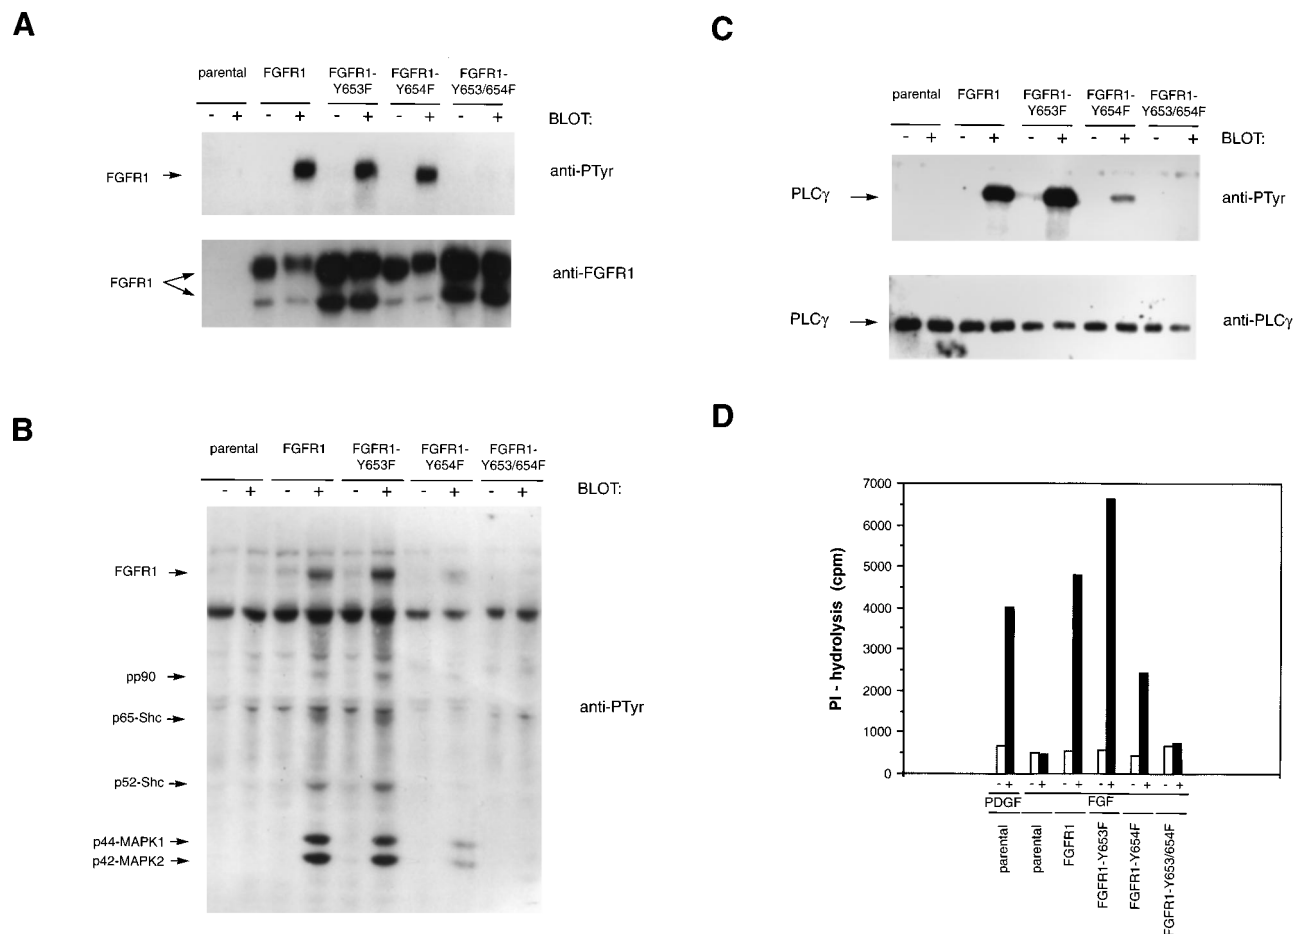 A
parental FGFR1 FGFR1- FGFR1- FGFR1-
Y653F Y654F Y653/654F
- + - + - + - + - + BLOT:
FGFR1 anti-PTyr
FGFR1 anti-FGFR1
B
parental FGFR1 FGFR1- FGFR1- FGFR1-
Y653F Y654F Y653/654F
- + - + - + - + - + BLOT:
FGFR1
pp90
anti-PTyr
p65-Shc
p52-Shc
p44-MAPK1
p42-MAPK2
C
parental FGFR1 FGFR1- FGFR1- FGFR1-
Y653F Y654F Y653/654F
- + - + - + - + - + BLOT:
PLCγ anti-PTyr
PLCγ anti-PLCγ
D
7000
6000
5000
4000
3000
2000
1000
0
PI - hydrolysis (cpm)
- + - + - + - + - + - +
PDGF FGF
parental
parental
FGFR1
FGFR1-Y653F
FGFR1-Y654F
FGFR1-Y653/654F